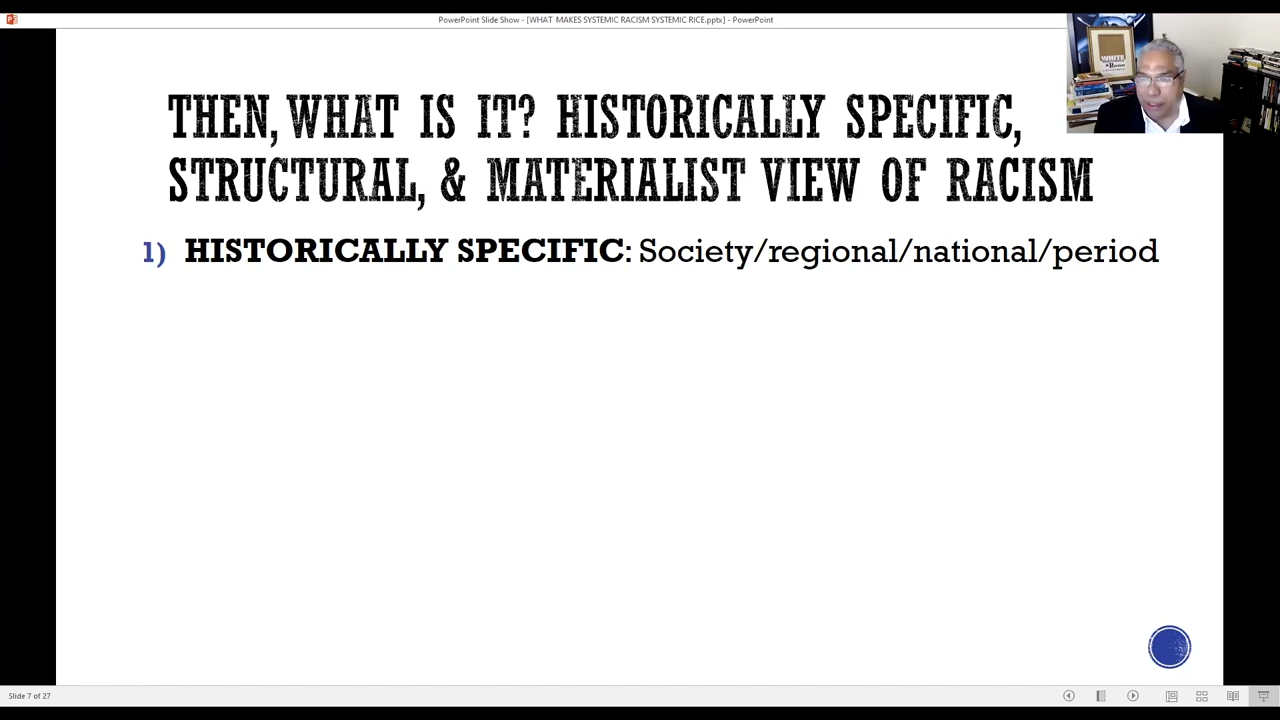 PowerPoint Slide Show - [WHAT MAKES SYSTEMIC RACISM SYSTEMIC RICE.pptx] - PowerPoint
WHITE
THEN, WHAT IS IT? HISTORICALLY SPECIFIC,
STRUCTURAL, & MATERIALIST VIEW OF RACISM
1) HISTORICALLY SPECIFIC: Society/regional/national/period
Slide 7 of 27